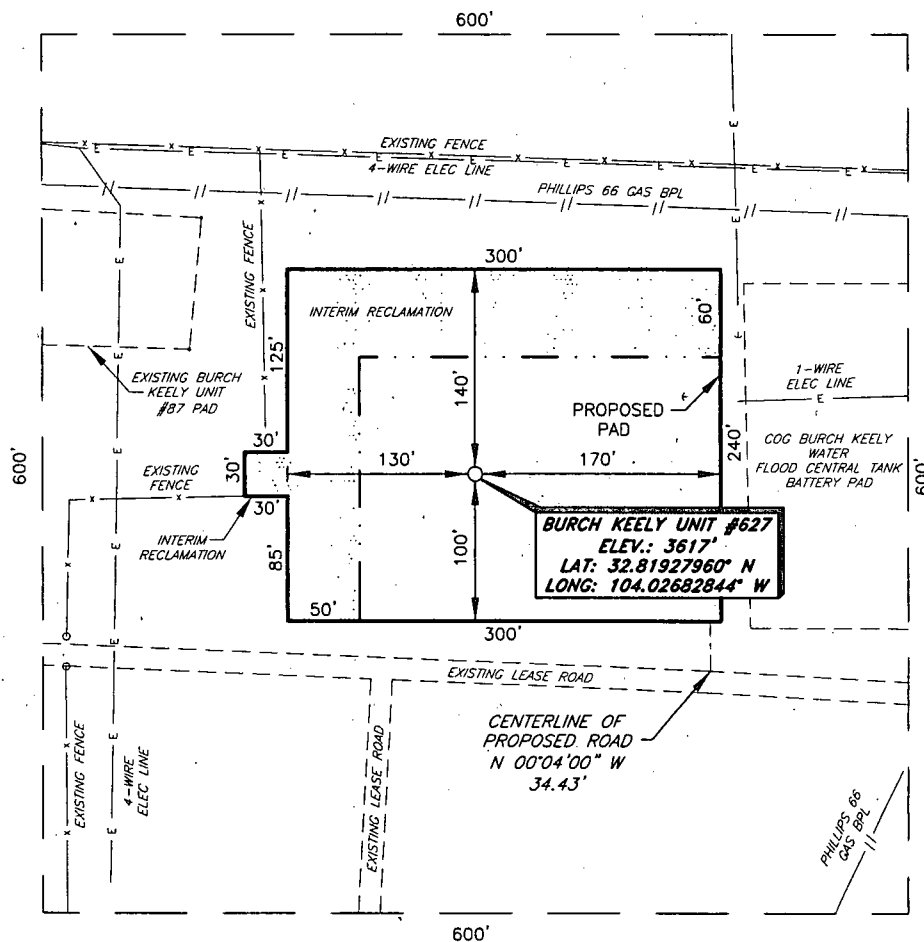 600'
EXISTING FENCE
4-WIRE ELEC LINE
PHILLIPS 66 GAS BPL
EXISTING FENCE
300'
INTERIM RECLAMATION
60'
125'
140'
EXISTING BURCH
KEELY UNIT
#87 PAD
PROPOSED
PAD
1-WIRE
ELEC LINE
COG BURCH KEELY
WATER
FLOOD CENTRAL TANK
BATTERY PAD
600'
600'
30'
30'
30'
130'
170'
240'
EXISTING
FENCE
INTERIM
RECLAMATION
85'
100'
BURCH KEELY UNIT #627
ELEV.: 3617'
LAT: 32.81927960° N
LONG: 104.02682844° W
50'
300'
EXISTING LEASE ROAD
CENTERLINE OF
PROPOSED ROAD
N 00°04'00" W
34.43'
EXISTING FENCE
4-WIRE
ELEC LINE
EXISTING LEASE ROAD
PHILLIPS 66
GAS BPL
600'